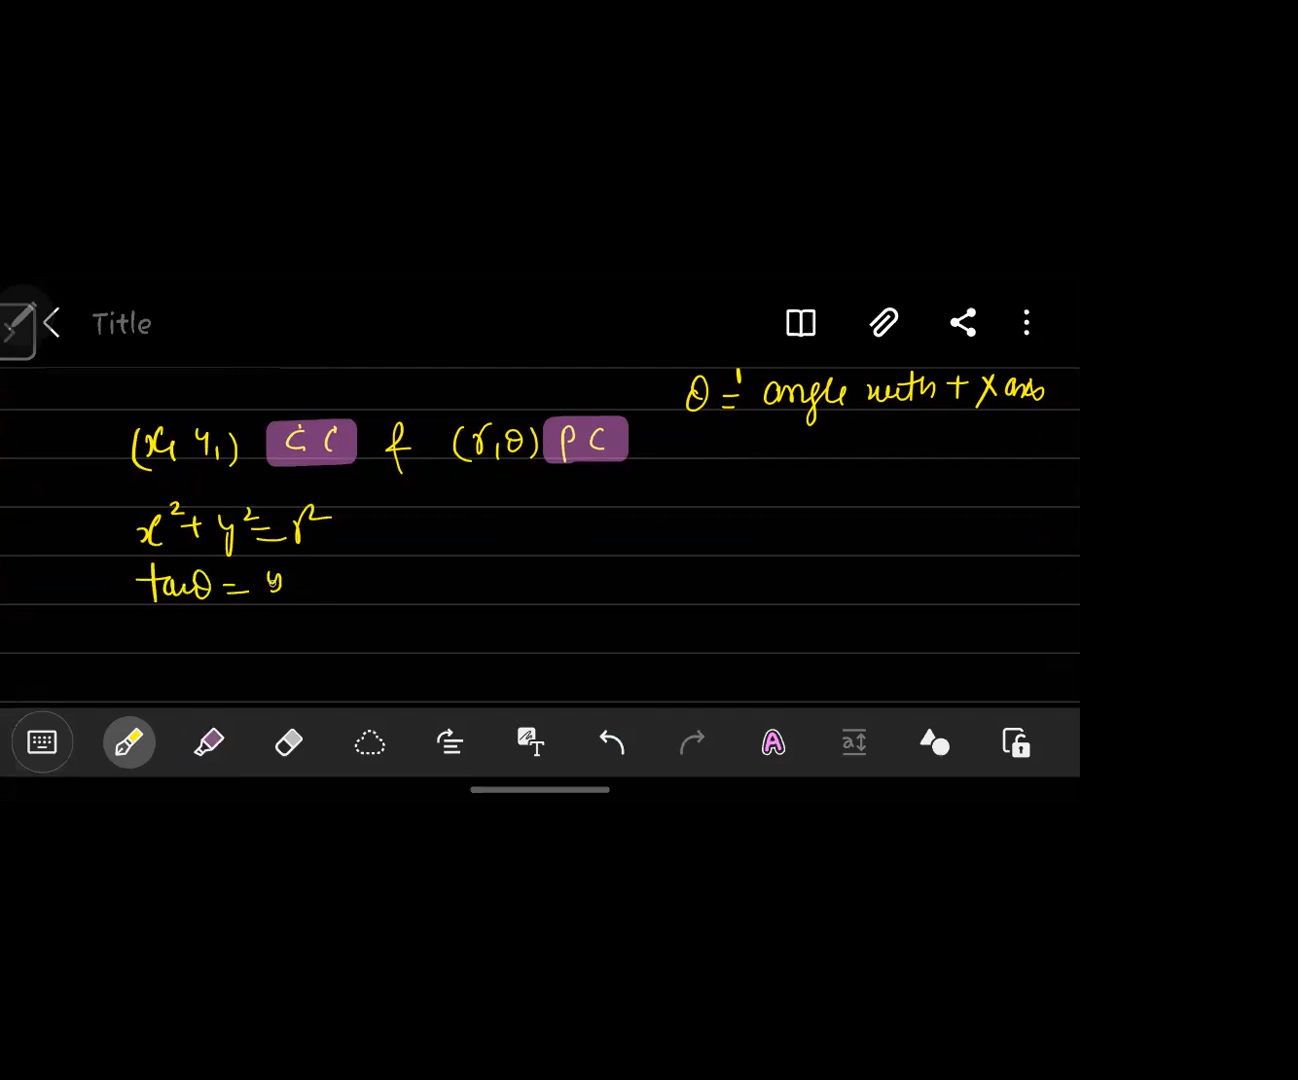 Title
θ = angle with + X axis
(x, y,) C C & (r, θ) P C
x² + y² = r²
tanθ = y
A
a
T